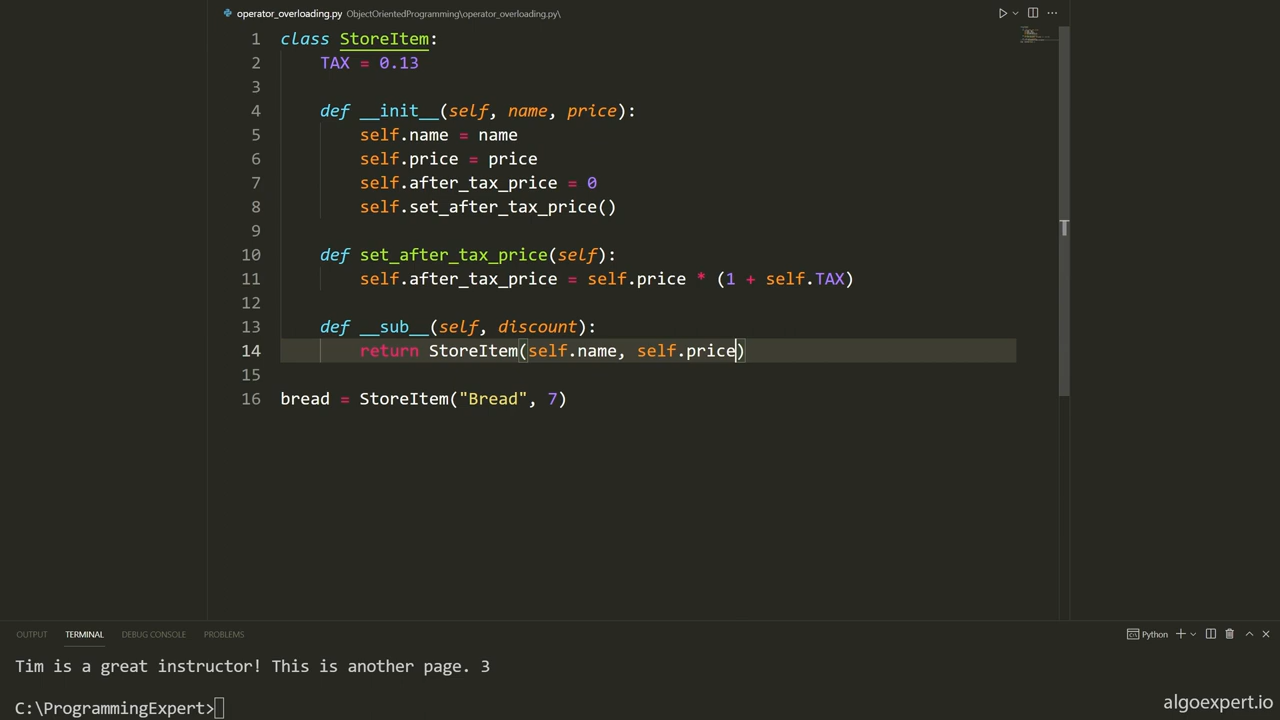 operator_overloading.py ObjectOrientedProgramming\operator_overloading.py\
1 class StoreItem:
2 TAX = 0.13
3
4 def __init__(self, name, price):
5 self.name = name
6 self.price = price
7 self.after_tax_price = 0
8 self.set_after_tax_price()
9
10 def set_after_tax_price(self):
11 self.after_tax_price = self.price * (1 + self.TAX)
12
13 def __sub__(self, discount):
14 return StoreItem(self.name, self.price)
15
16 bread = StoreItem("Bread", 7)
OUTPUT TERMINAL DEBUG CONSOLE PROBLEMS Python
Tim is a great instructor! This is another page. 3
C:\ProgrammingExpert>
algoexpert.io